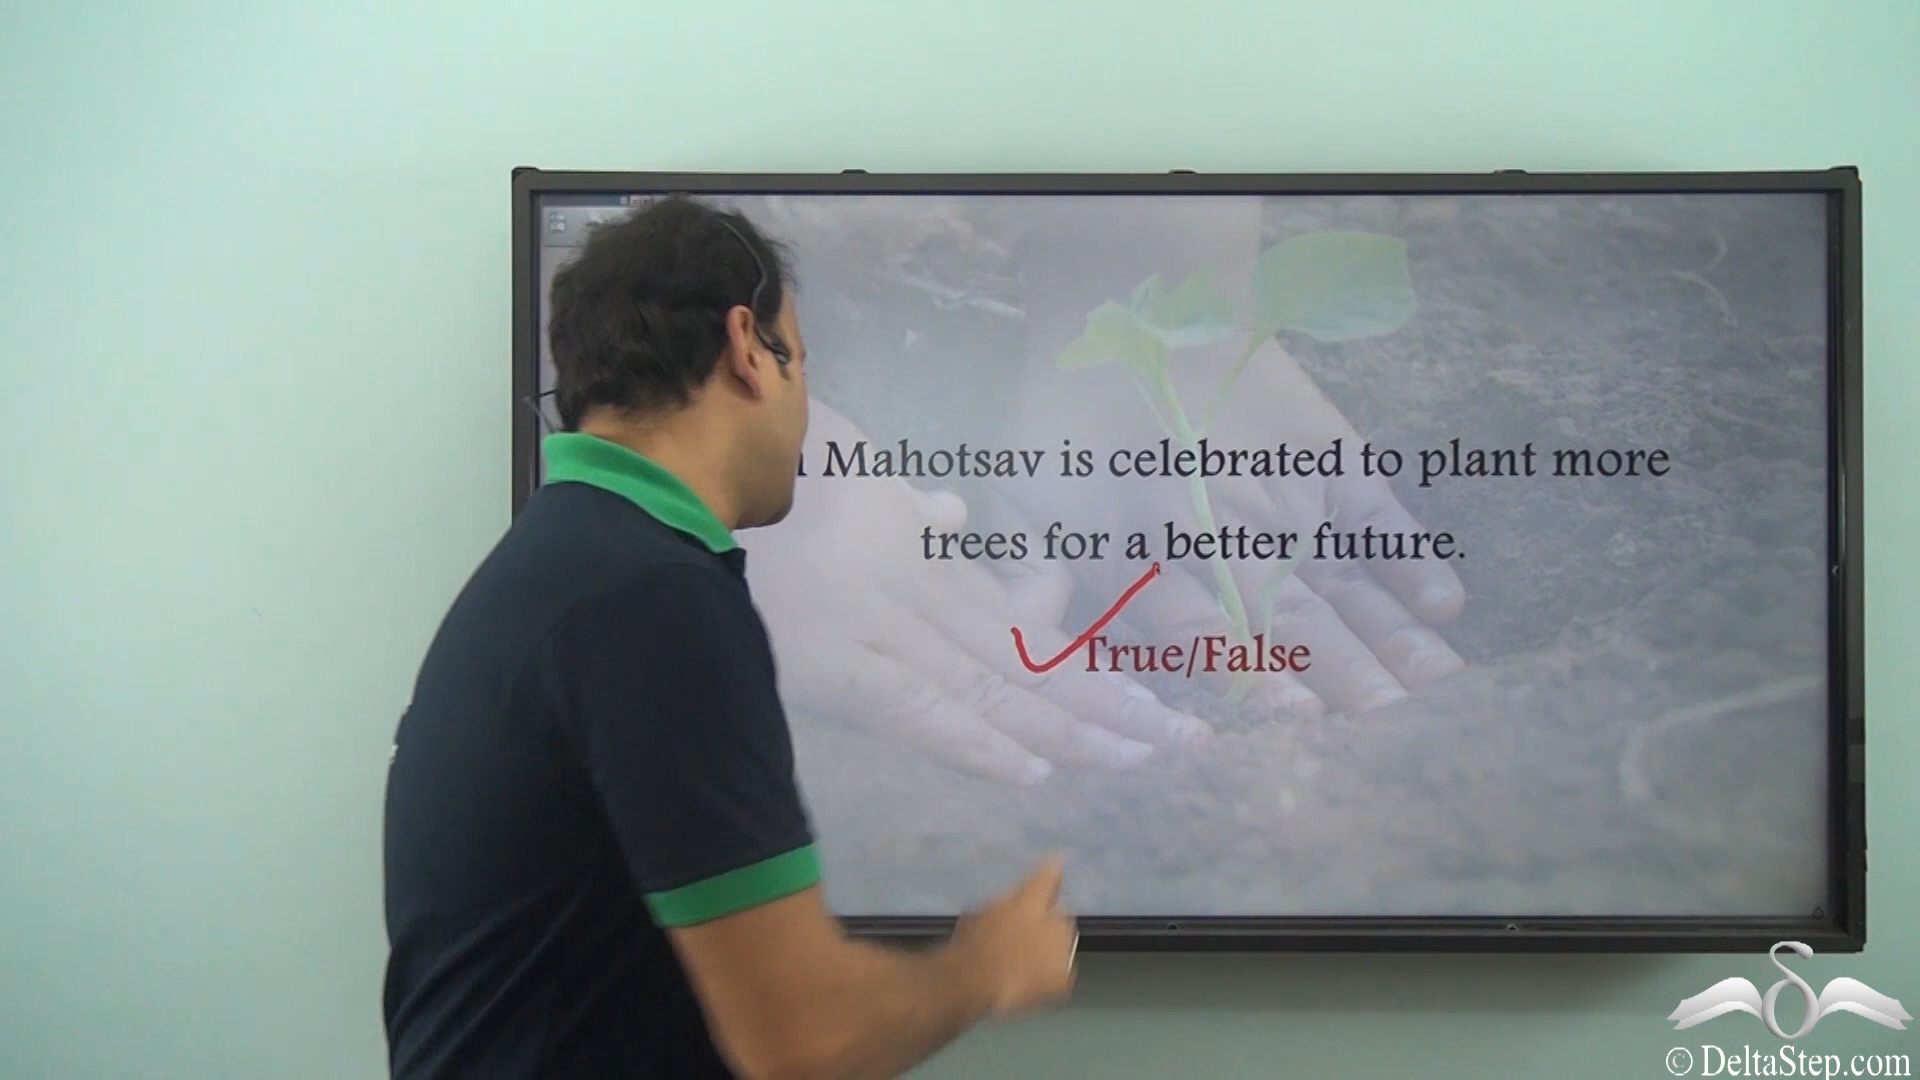 Mahotsav is celebrated to plant more
trees for a better future.
True/False
© DeltaStep.com